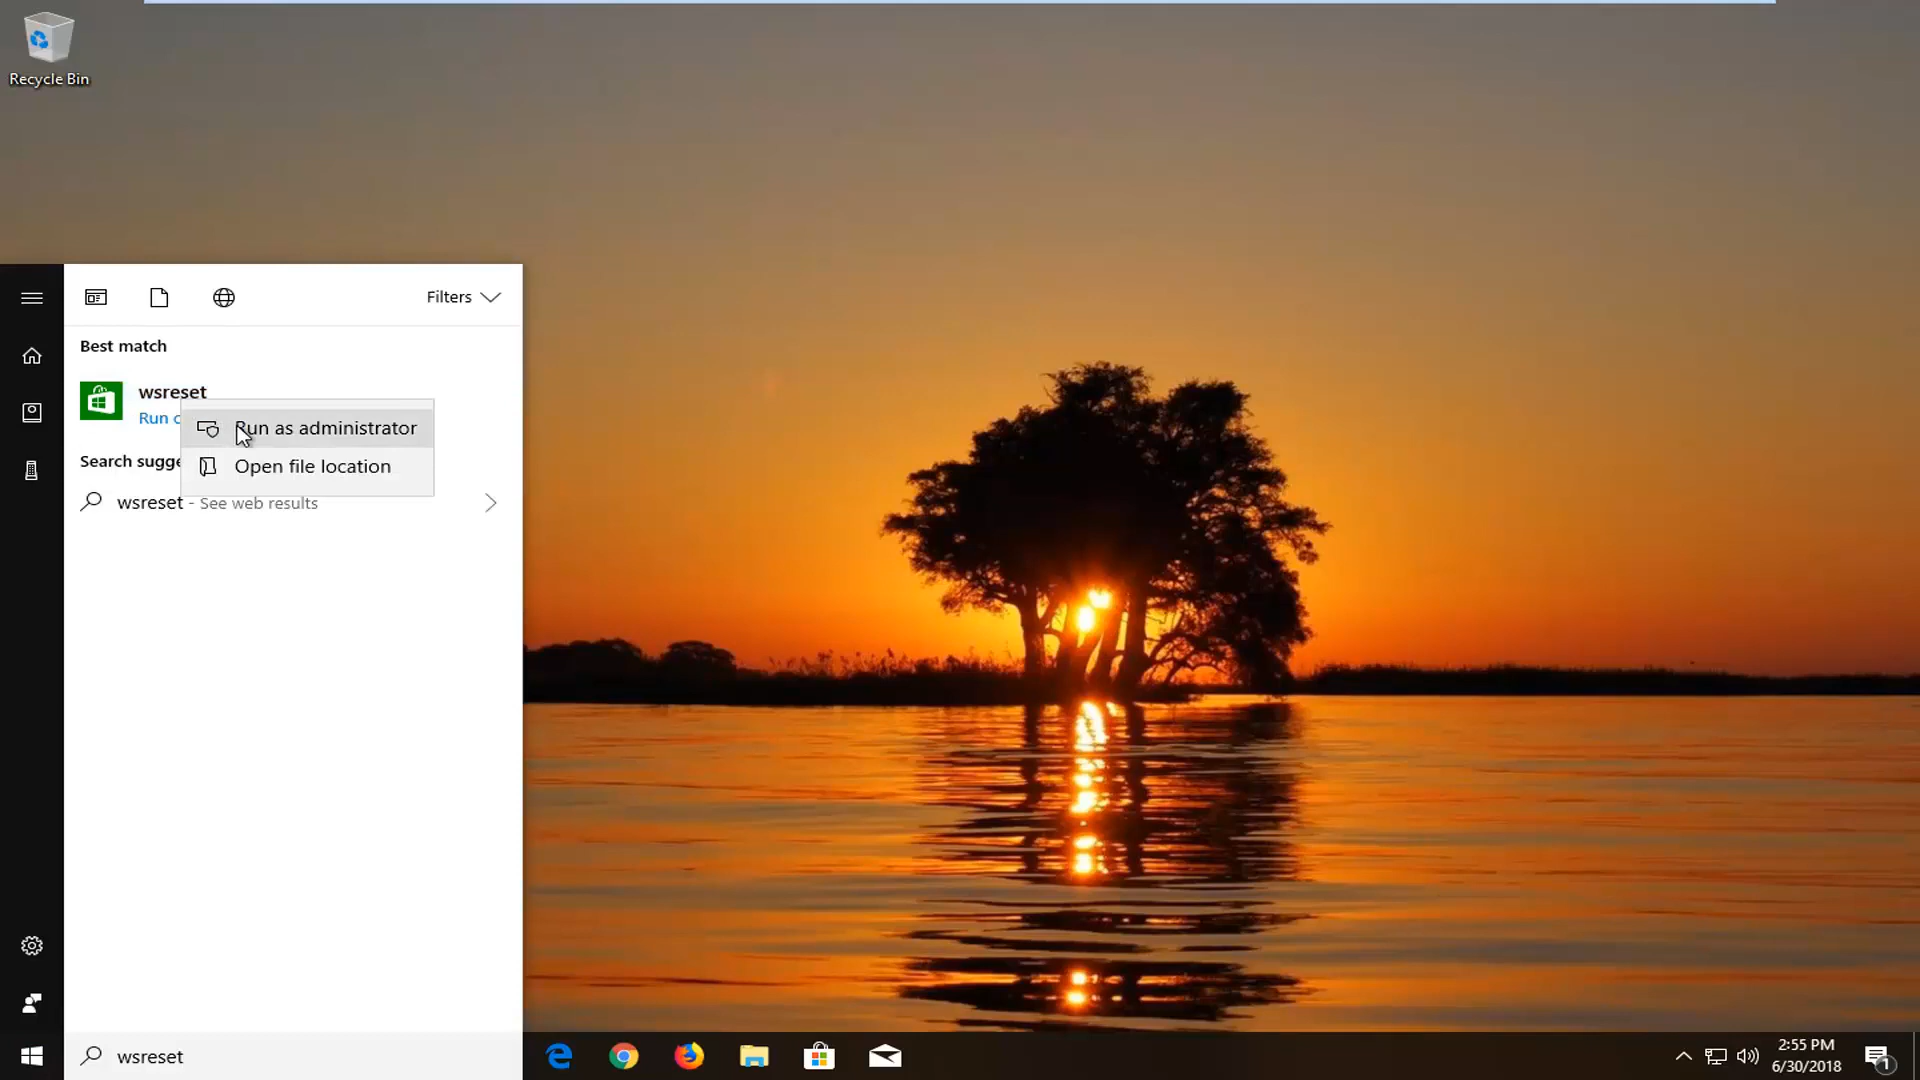 Recycle Bin
Filters
Best match
wsreset
Run
Run as administrator
Search sugge
Open file location
wsreset - See web results
wsreset
2:55 PM
6/30/2018
1